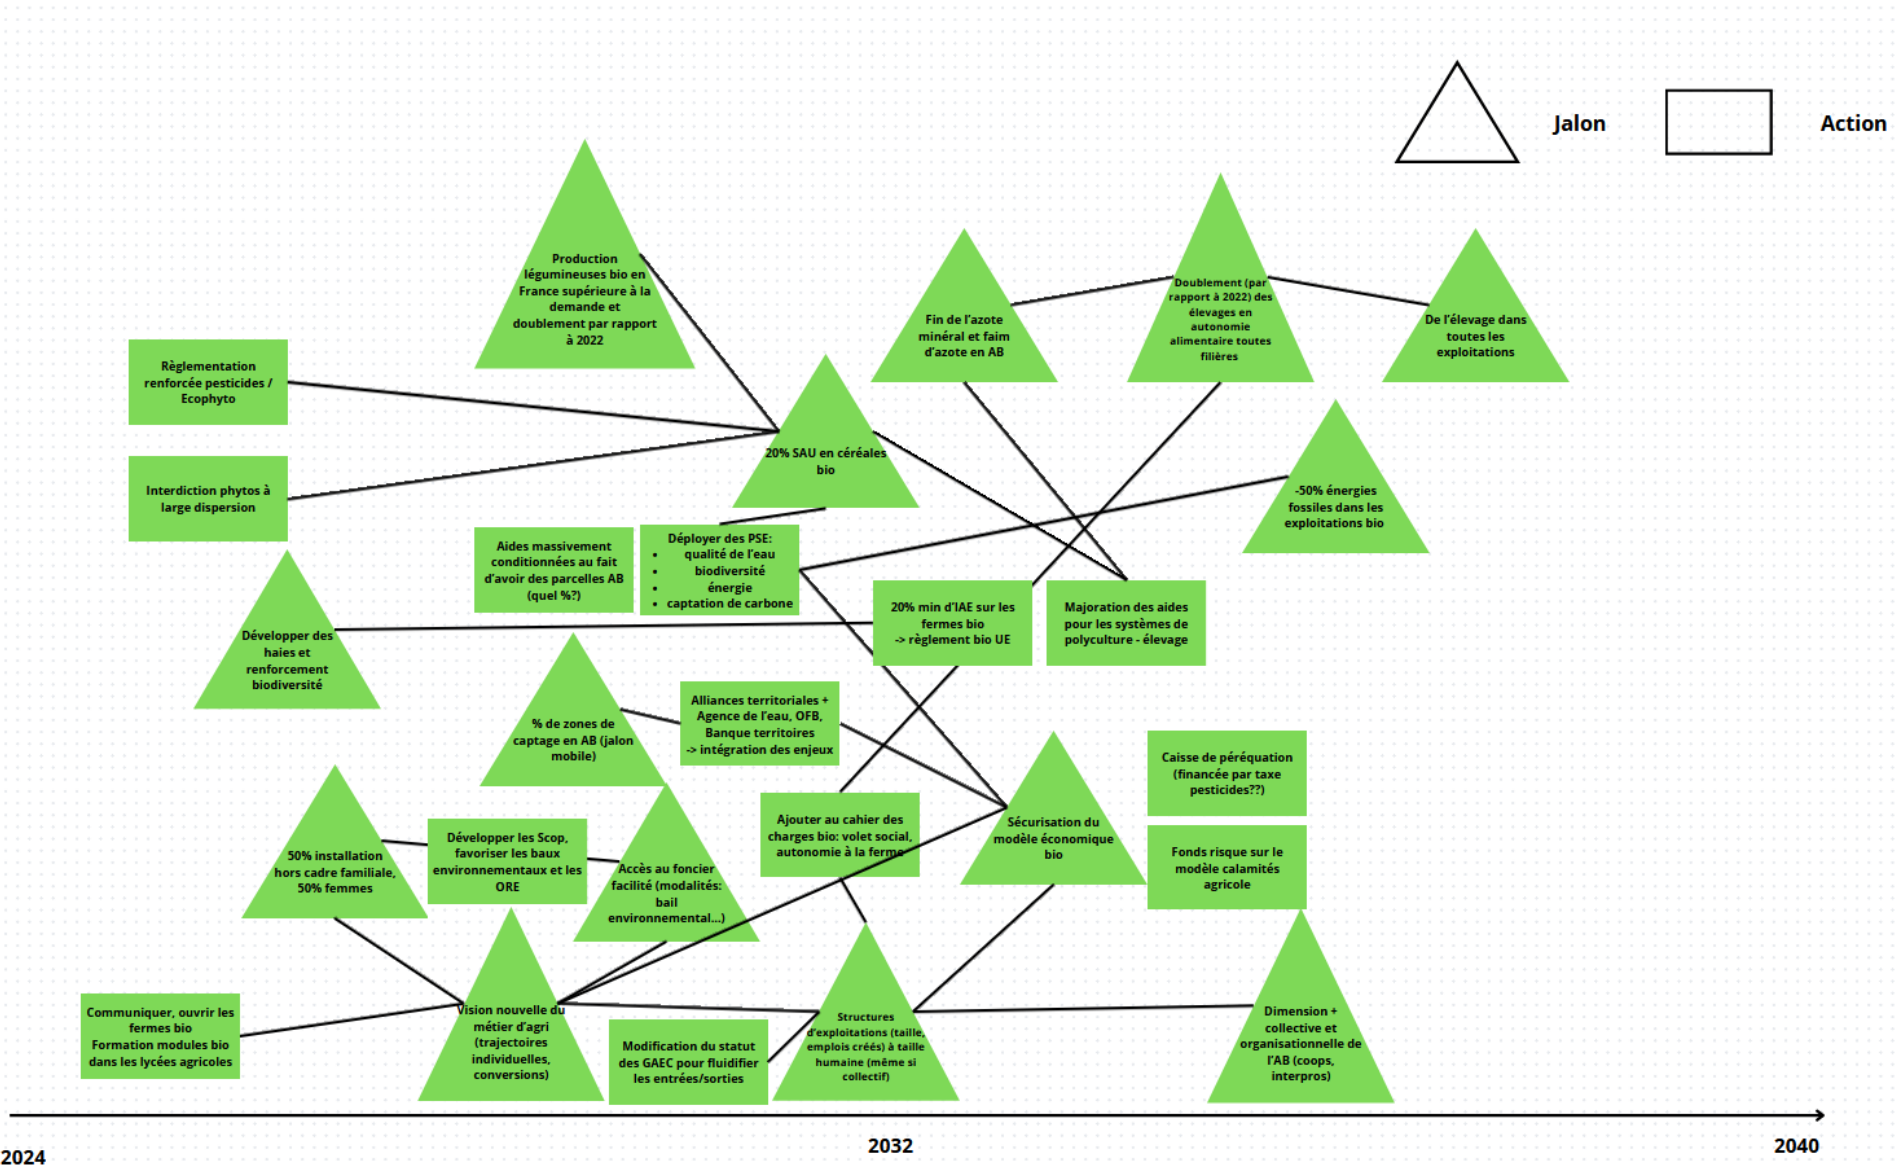 Jalon
Action
Production
légumineuses bio en
France supérieure à la
demande et
doublement par rapport
à 2022
Fin de l'azote
minéral et faim
d'azote en AB
Doublement (par
rapport à 2022) des
élevages en
autonomie
alimentaire toutes
filières
De l'élevage dans
toutes les
exploitations
Règlementation
renforcée pesticides /
Ecophyto
20% SAU en céréales
bio
Interdiction phytos à
large dispersion
-50% énergies
fossiles dans les
exploitations bio
Aides massivement
conditionnées au fait
d'avoir des parcelles AB
(quel %?)
Déployer des PSE:
• qualité de l'eau
• biodiversité
• énergie
• captation de carbone
20% min d'IAE sur les
fermes bio
-> règlement bio UE
Majoration des aides
pour les systèmes de
polyculture - élevage
Développer des
haies et
renforcement
biodiversité
% de zones de
captage en AB (jalon
mobile)
Alliances territoriales +
Agence de l'eau, OFB,
Banque territoires
-> intégration des enjeux
Caisse de péréquation
(financée par taxe
pesticides??)
50% installation
hors cadre familiale,
50% femmes
Développer les Scop,
favoriser les baux
environnementaux et les
ORE
Accès au foncier
facilité (modalités:
bail
environnemental...)
Ajouter au cahier des
charges bio: volet social,
autonomie à la ferme
Sécurisation du
modèle économique
bio
Fonds risque sur le
modèle calamités
agricole
Communiquer, ouvrir les
fermes bio
Formation modules bio
dans les lycées agricoles
Vision nouvelle du
métier d'agri
(trajectoires
individuelles,
conversions)
Modification du statut
des GAEC pour fluidifier
les entrées/sorties
Structures
d'exploitations (taille,
emplois créés) à taille
humaine (même si
collectif)
Dimension +
collective et
organisationnelle de
l'AB (coops,
interpros)
2024
2032
2040